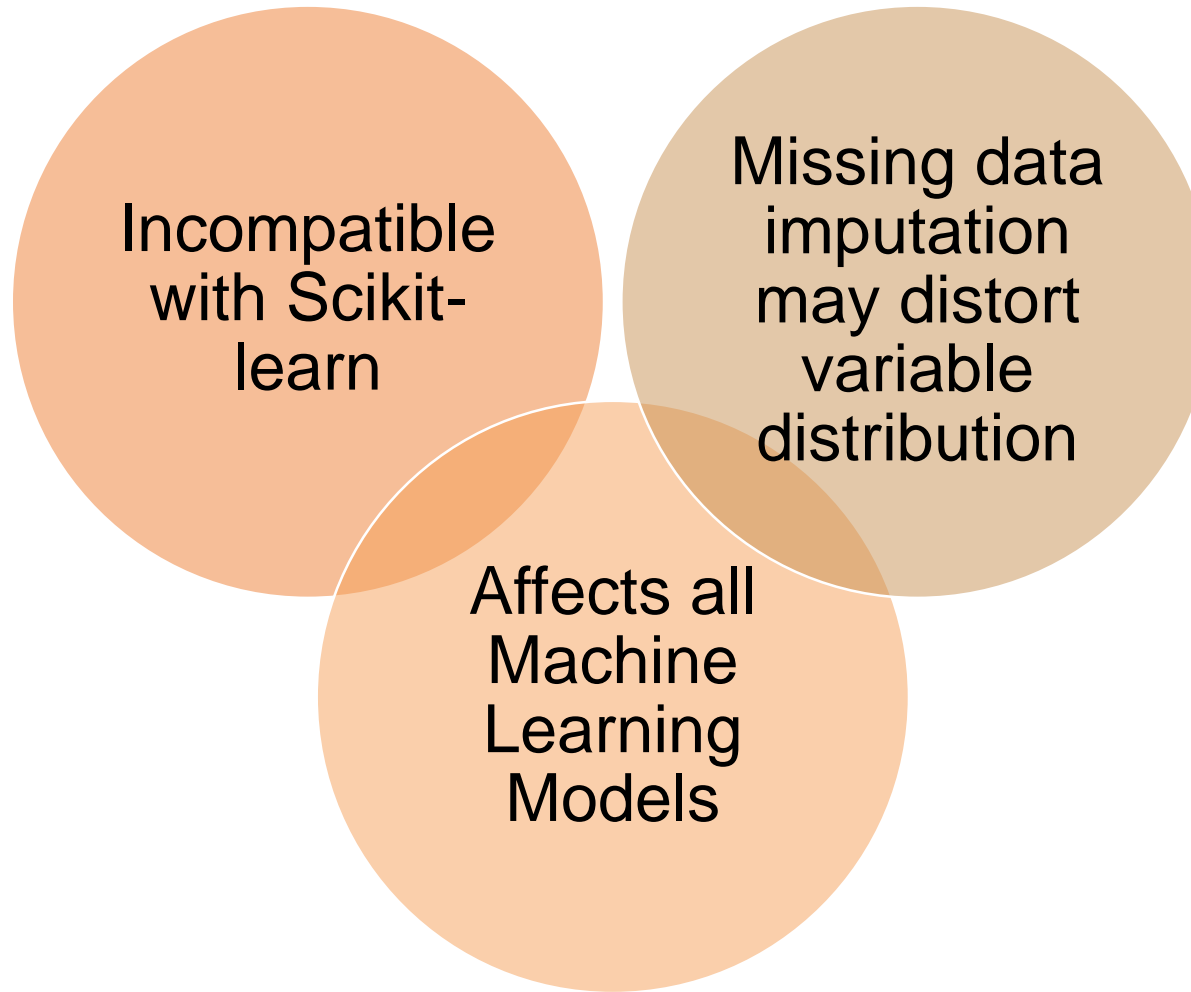 Incompatible
with Scikit-
learn
Missing data
imputation
may distort
variable
distribution
Affects all
Machine
Learning
Models